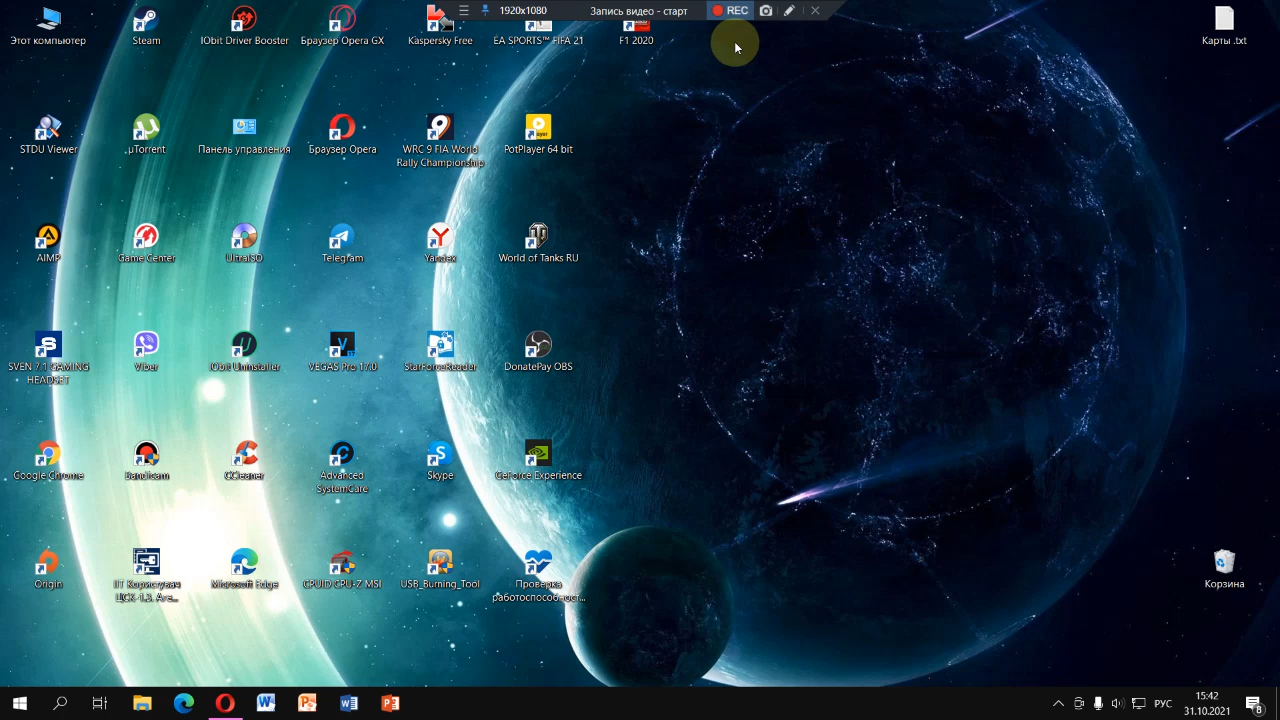 1920x1080
Запись видео - старт
REC
Этот компьютер
Steam
IObit Driver Booster
Браузер Opera GX
Kaspersky Free
EA SPORTS™ FIFA 21
F1 2020
Карты .txt
STDU Viewer
µTorrent
Панель управления
Браузер Opera
WRC 9 FIA World
Rally Championship
PotPlayer 64 bit
AIMP
Game Center
UltraISO
Telegram
Yandex
World of Tanks RU
SVEN 7.1 GAMING
HEADSET
Viber
IObit Uninstaller
VEGAS Pro 17.0
StarForceReader
DonatePay OBS
Google Chrome
Bandicam
CCleaner
Advanced
SystemCare
Skype
GeForce Experience
Origin
ІІТ Користувач
ЦСК-1.3. Аге...
Microsoft Edge
CPUID CPU-Z MSI
USB_Burning_Tool
Проверка
работоспособност...
Корзина
РУС
15:42
31.10.2021
8